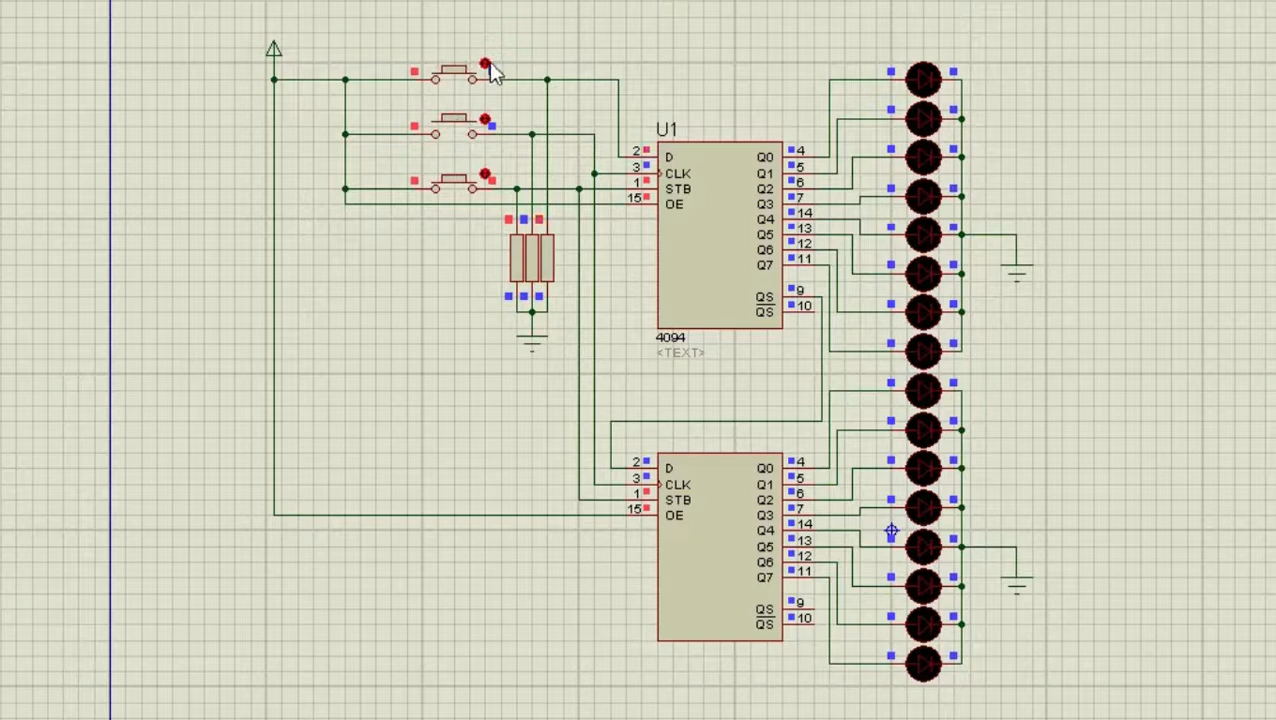 U1
2 D Q0 4
3 CLK Q1 5
1 STB Q2 6
15 OE Q3 7
Q4 14
Q5 13
Q6 12
Q7 11
QS 9
QS 10
4094
<TEXT>
2 D Q0 4
3 CLK Q1 5
1 STB Q2 6
15 OE Q3 7
Q4 14
Q5 13
Q6 12
Q7 11
QS 9
QS 10